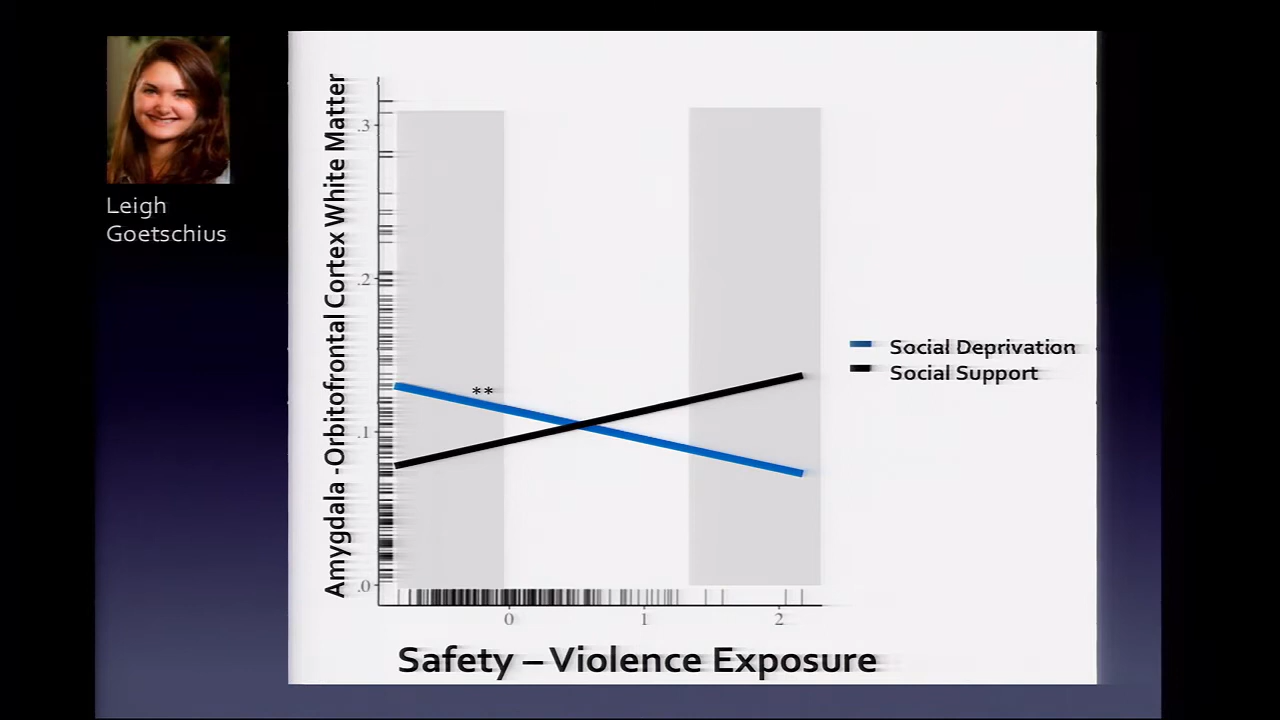 Leigh
Goetschius
Amygdala -Orbitofrontal Cortex White Matter
.3
.2
.1
.0
**
Social Deprivation
Social Support
0 1 2
Safety – Violence Exposure